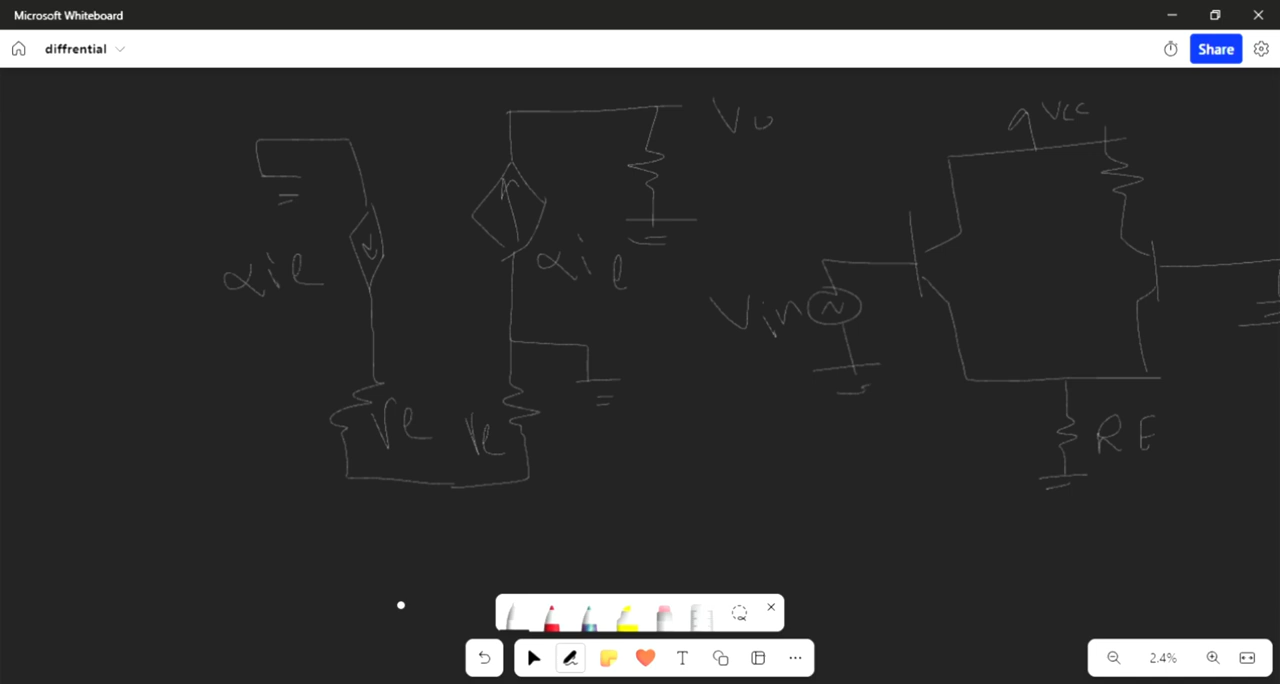 Microsoft Whiteboard
diffrential
Share
Vo
VCC
αie
αie
Vin
re
re
RE
2.4%